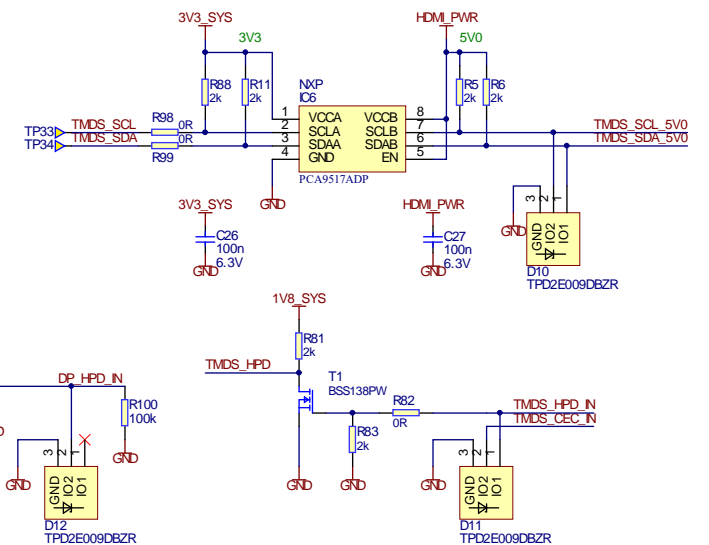 3V3_SYS
HDMI_PWR
3V3
5V0
R88
2k
R11
2k
NXP
IC6
R5
2k
R6
2k
1 VCCA VCCB 8
2 SCLA SCLB 7
3 SDAA SDAB 6
4 GND EN 5
PCA9517ADP
TP33 TMDS_SCL R98 0R
TP34 TMDS_SDA 0R
R99
TMDS_SCL_5V0
TMDS_SDA_5V0
GND
3V3_SYS
HDMI_PWR
C26
100n
6.3V
GND
C27
100n
6.3V
GND
GND
3 2 1
GND IO2 IO1
D10
TPD2E009DBZR
1V8_SYS
R81
2k
TMDS_HPD
T1
BSS138PW
R82
0R
TMDS_HPD_IN
TMDS_CEC_IN
R83
2k
GND
GND
GND
3 2 1
GND IO2 IO1
D11
TPD2E009DBZR
DP_HPD_IN
R100
100k
GND
GND
3 2 1
GND IO2 IO1
D12
TPD2E009DBZR